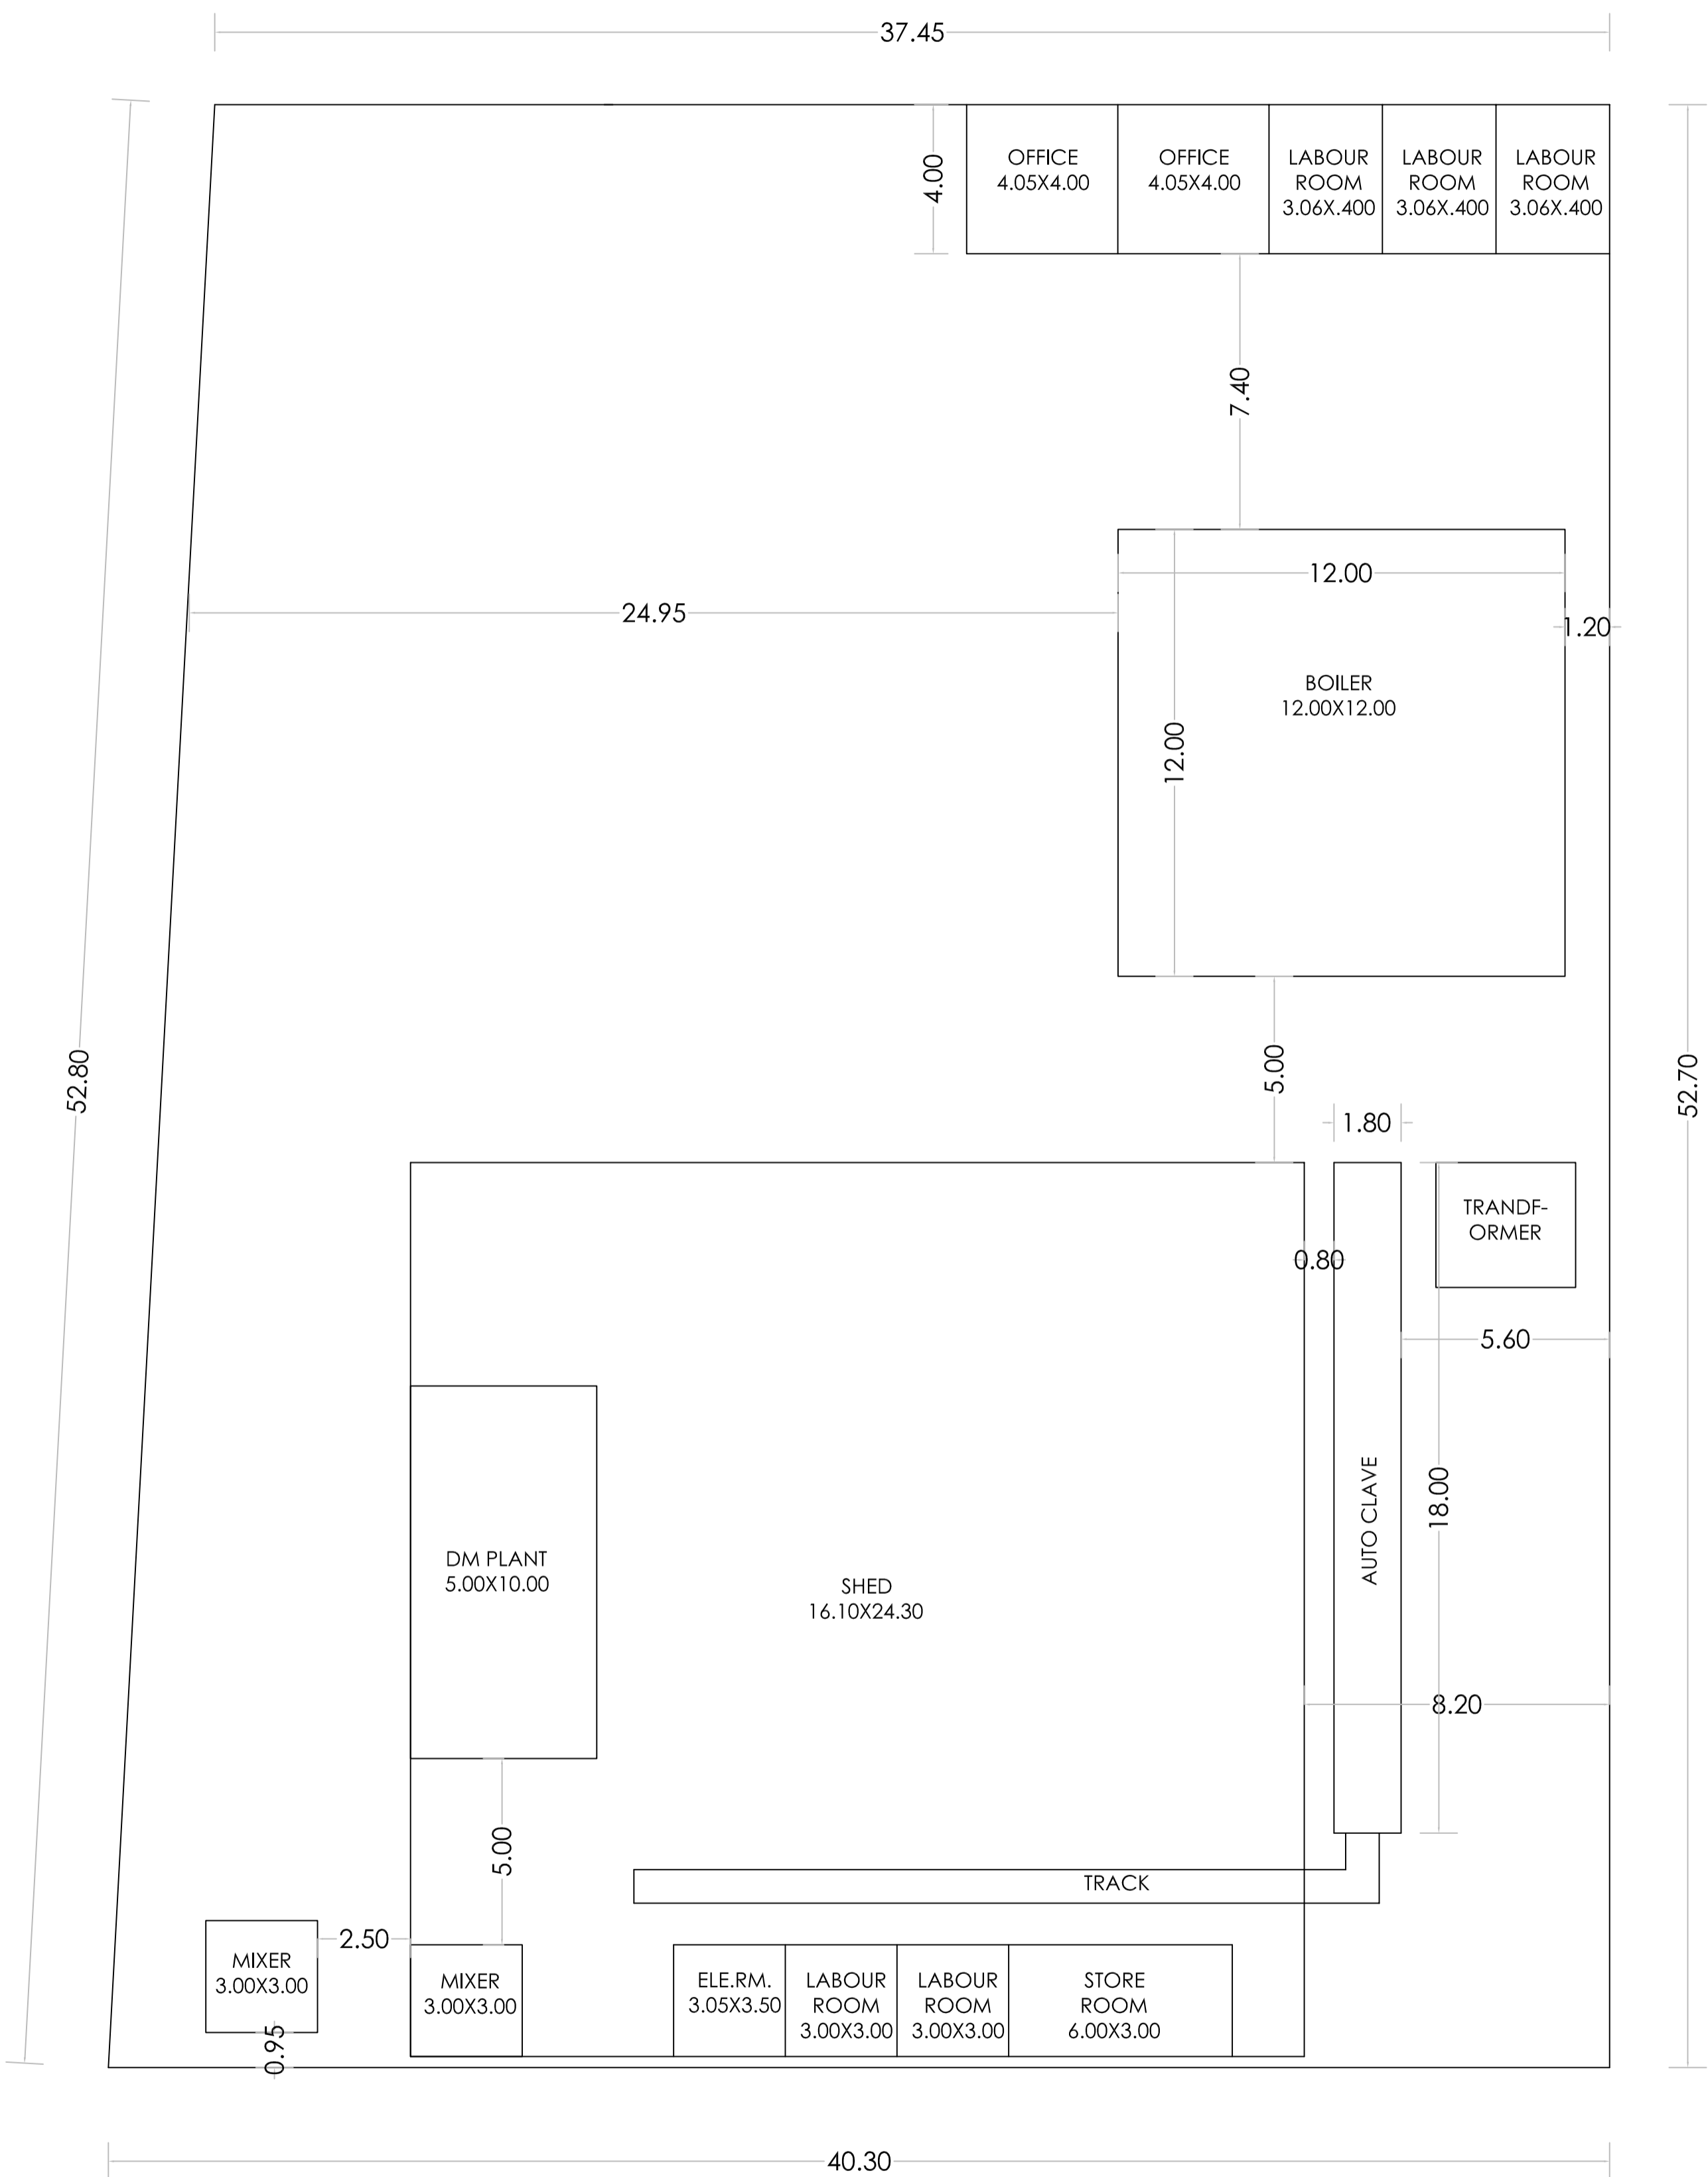 37.45
4.00
OFFICE
4.05X4.00
OFFICE
4.05X4.00
LABOUR
ROOM
3.06X.400
LABOUR
ROOM
3.06X.400
LABOUR
ROOM
3.06X.400
7.40
12.00
24.95
1.20
BOILER
12.00X12.00
12.00
52.80
5.00
52.70
1.80
TRANDF-
ORMER
0.80
5.60
AUTO CLAVE
18.00
DM PLANT
5.00X10.00
SHED
16.10X24.30
8.20
5.00
TRACK
2.50
MIXER
3.00X3.00
MIXER
3.00X3.00
ELE.RM.
3.05X3.50
LABOUR
ROOM
3.00X3.00
LABOUR
ROOM
3.00X3.00
STORE
ROOM
6.00X3.00
0.95
40.30